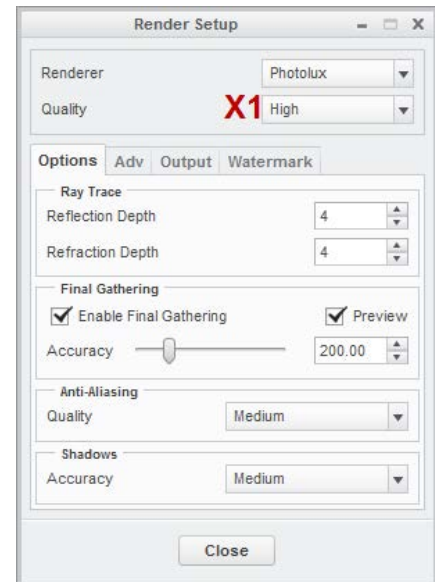 Render Setup
Renderer Photolux
Quality X1 High
Options Adv Output Watermark
Ray Trace
Reflection Depth 4
Refraction Depth 4
Final Gathering
Enable Final Gathering Preview
Accuracy 200.00
Anti-Aliasing
Quality Medium
Shadows
Accuracy Medium
Close